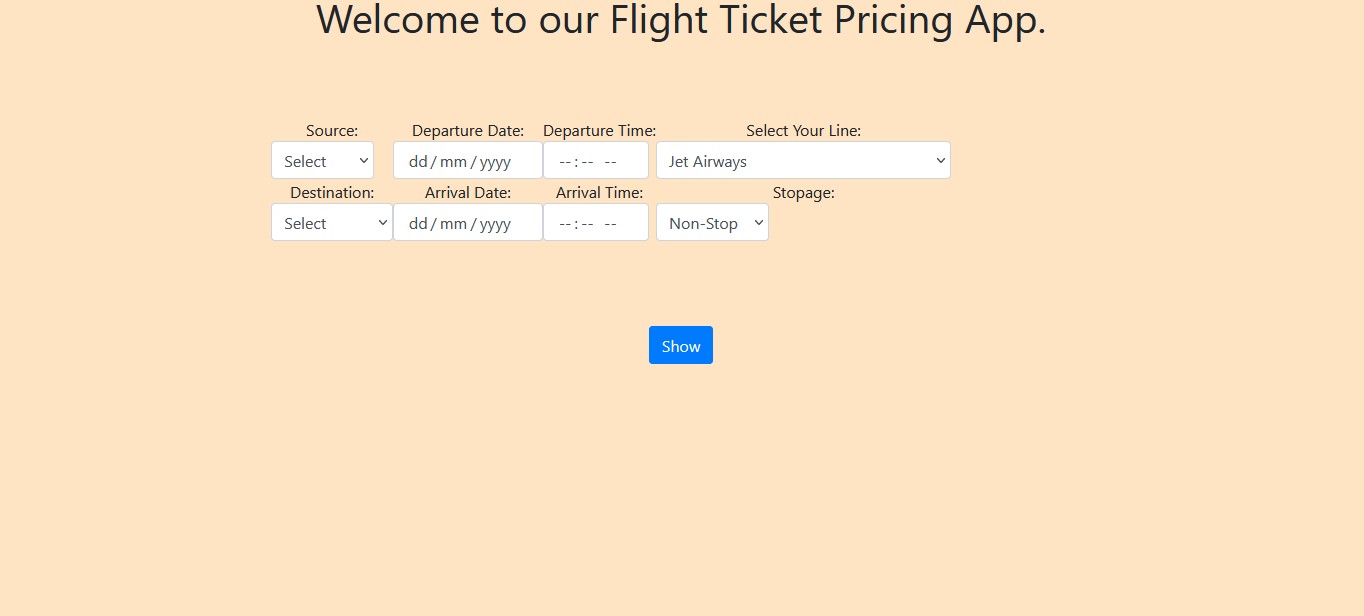 Welcome to our Flight Ticket Pricing App.
Source: Departure Date: Departure Time: Select Your Line:
Select dd/mm/yyyy --:-- -- Jet Airways
Destination: Arrival Date: Arrival Time: Stopage:
Select dd/mm/yyyy --:-- -- Non-Stop
Show